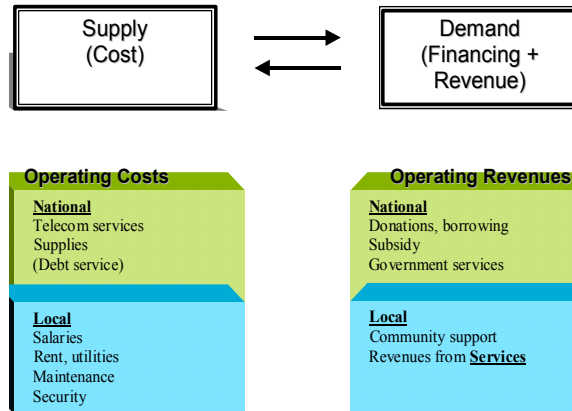 Supply
(Cost)
Demand
(Financing +
Revenue)
Operating Costs
National
Telecom services
Supplies
(Debt service)
Local
Salaries
Rent, utilities
Maintenance
Security
Operating Revenues
National
Donations, borrowing
Subsidy
Government services
Local
Community support
Revenues from Services